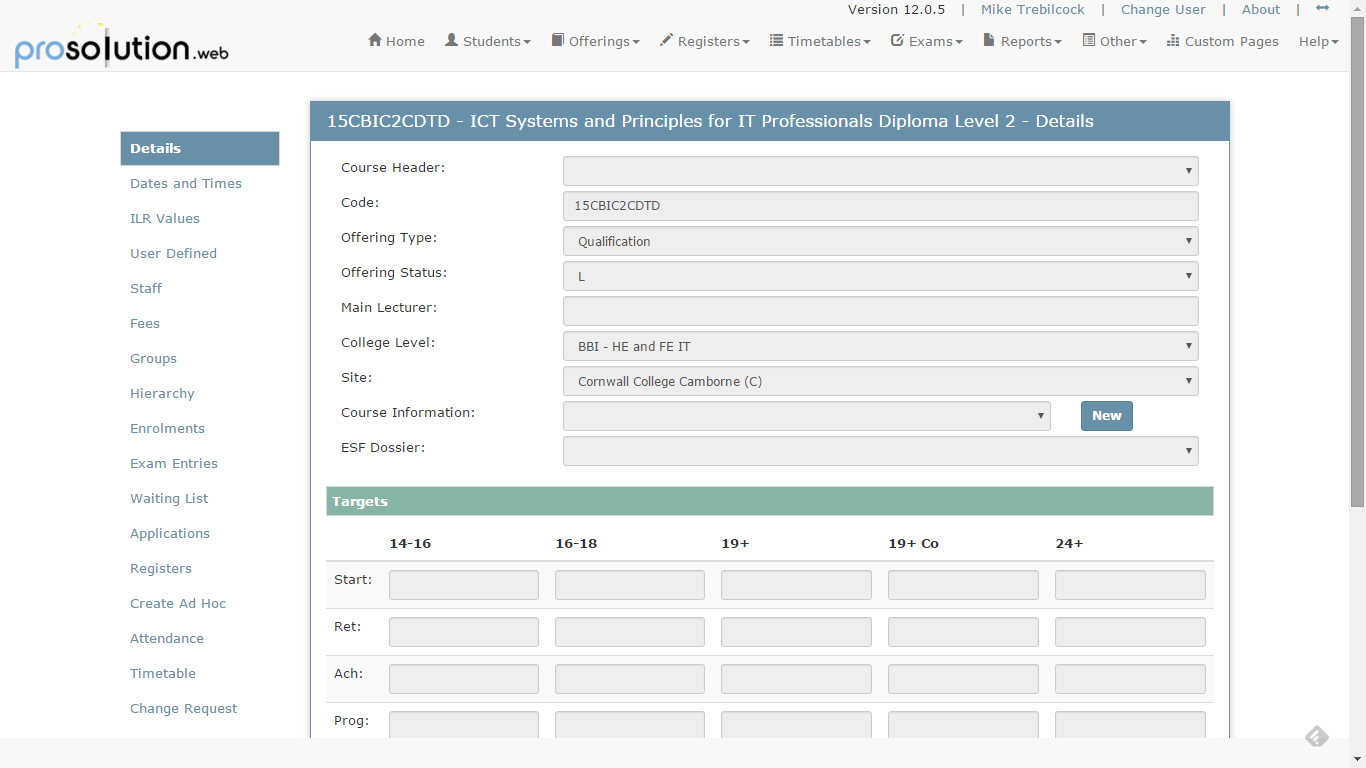 Version 12.0.5 | Mike Trebilcock | Change User | About |
prosolution.web
Home Students Offerings Registers Timetables Exams Reports Other Custom Pages Help
15CBIC2CDTD - ICT Systems and Principles for IT Professionals Diploma Level 2 - Details
Details
Dates and Times
ILR Values
User Defined
Staff
Fees
Groups
Hierarchy
Enrolments
Exam Entries
Waiting List
Applications
Registers
Create Ad Hoc
Attendance
Timetable
Change Request
Course Header:
Code: 15CBIC2CDTD
Offering Type: Qualification
Offering Status: L
Main Lecturer:
College Level: BBI - HE and FE IT
Site: Cornwall College Camborne (C)
Course Information: New
ESF Dossier:
Targets
14-16 16-18 19+ 19+ Co 24+
Start:
Ret:
Ach:
Prog: